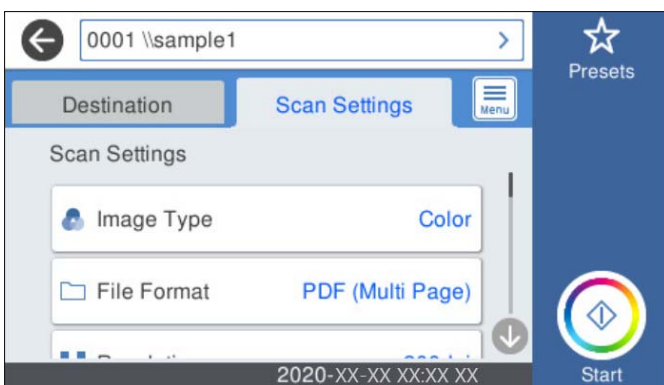 0001 \\sample1
Presets
Destination
Scan Settings
Menu
Scan Settings
Image Type
Color
File Format
PDF (Multi Page)
2020-XX-XX XX:XX XX
Start